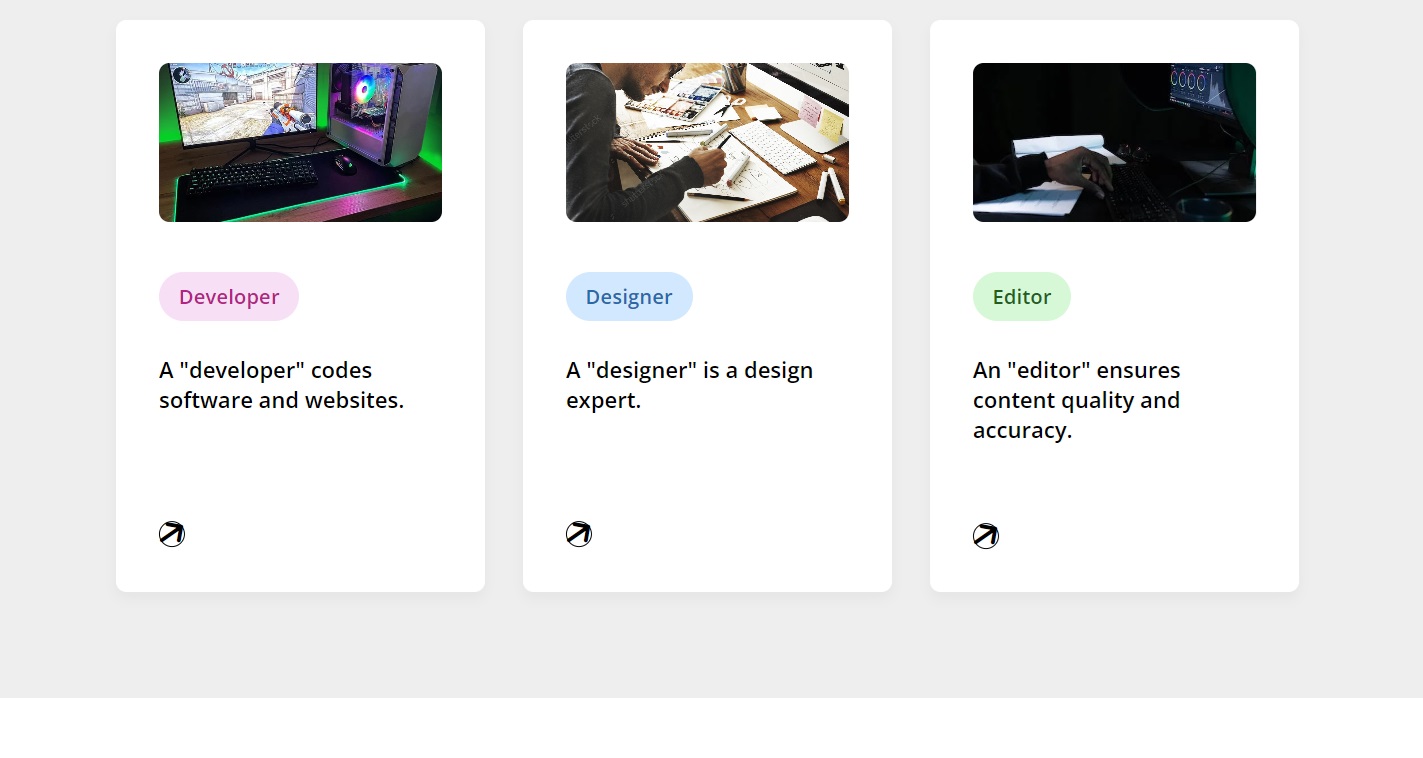 Developer
A "developer" codes
software and websites.
Designer
A "designer" is a design
expert.
Editor
An "editor" ensures
content quality and
accuracy.